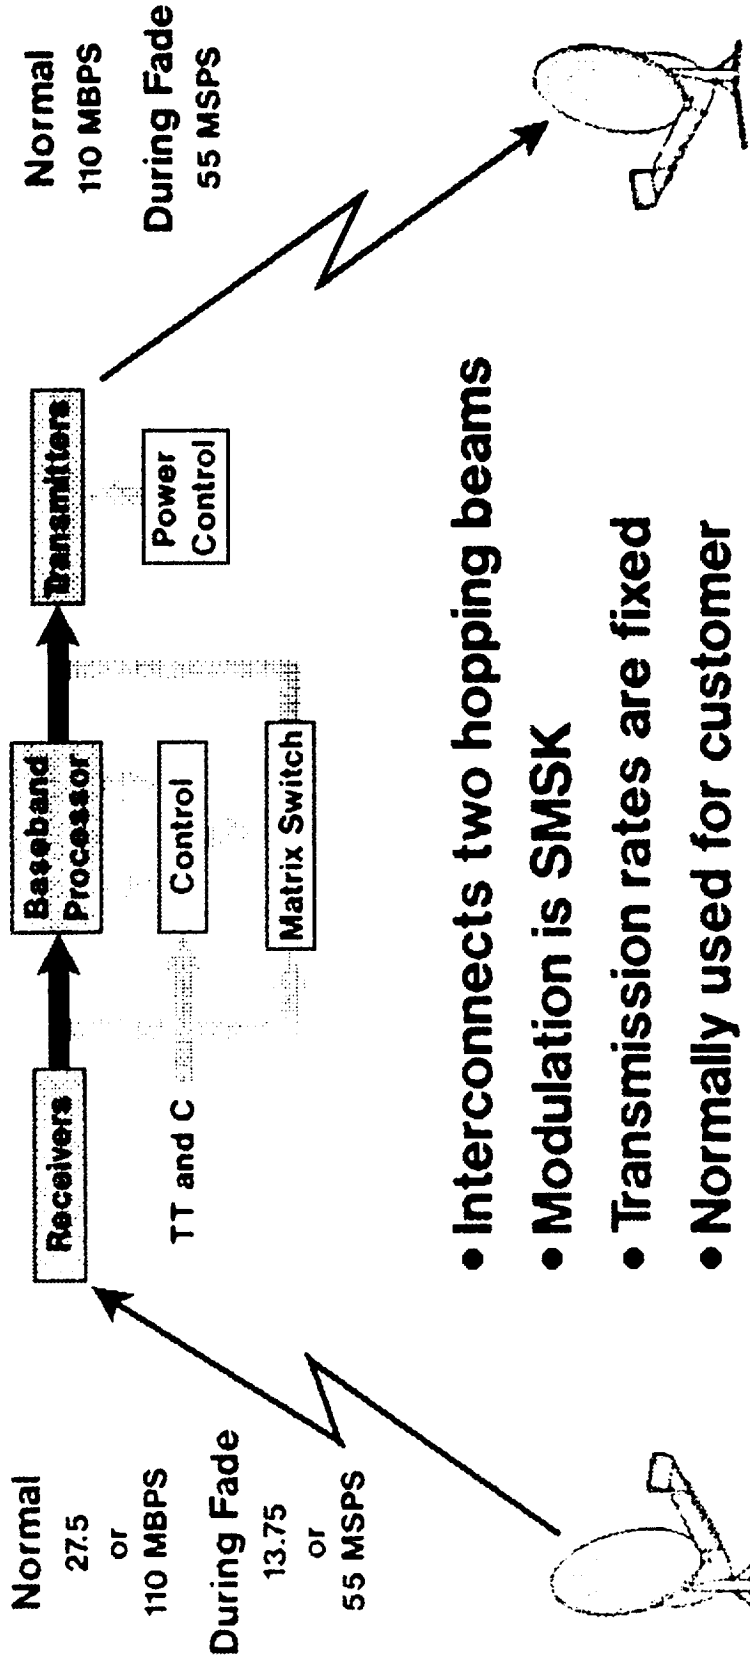 Normal
27.5
or
110 MBPS
During Fade
13.75
or
55 MSPS
Receivers
Baseband
Processor
Transmitters
TT and C
Control
Power
Control
Matrix Switch
Normal
110 MBPS
During Fade
55 MSPS
• Interconnects two hopping beams
• Modulation is SMSK
• Transmission rates are fixed
• Normally used for customer